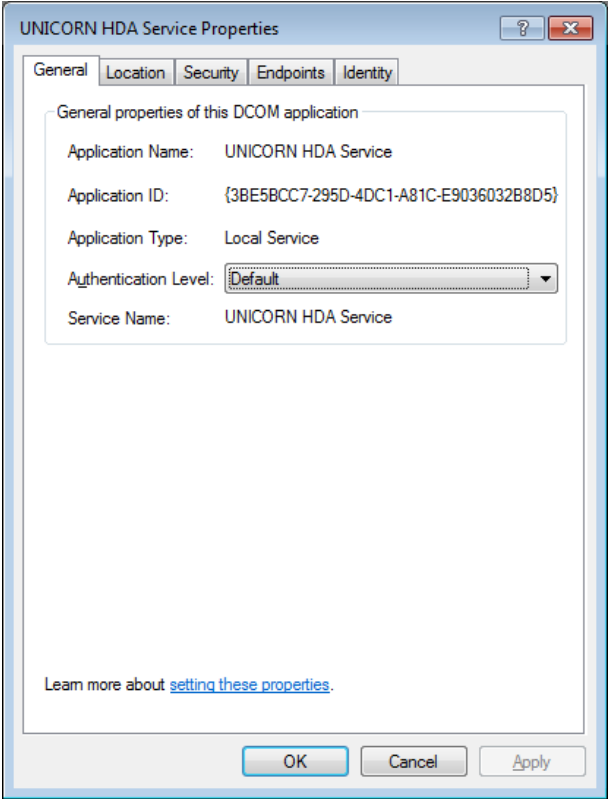 UNICORN HDA Service Properties
General Location Security Endpoints Identity
General properties of this DCOM application
Application Name: UNICORN HDA Service
Application ID: {3BE5BCC7-295D-4DC1-A81C-E9036032B8D5}
Application Type: Local Service
Authentication Level: Default
Service Name: UNICORN HDA Service
Learn more about setting these properties.
OK Cancel Apply